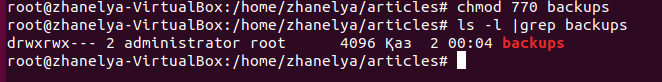 root@zhanelya-VirtualBox:/home/zhanelya/articles# chmod 770 backups
root@zhanelya-VirtualBox:/home/zhanelya/articles# ls -l |grep backups
drwxrwx--- 2 administrator root     4096 Қаз  2 00:04 backups
root@zhanelya-VirtualBox:/home/zhanelya/articles#